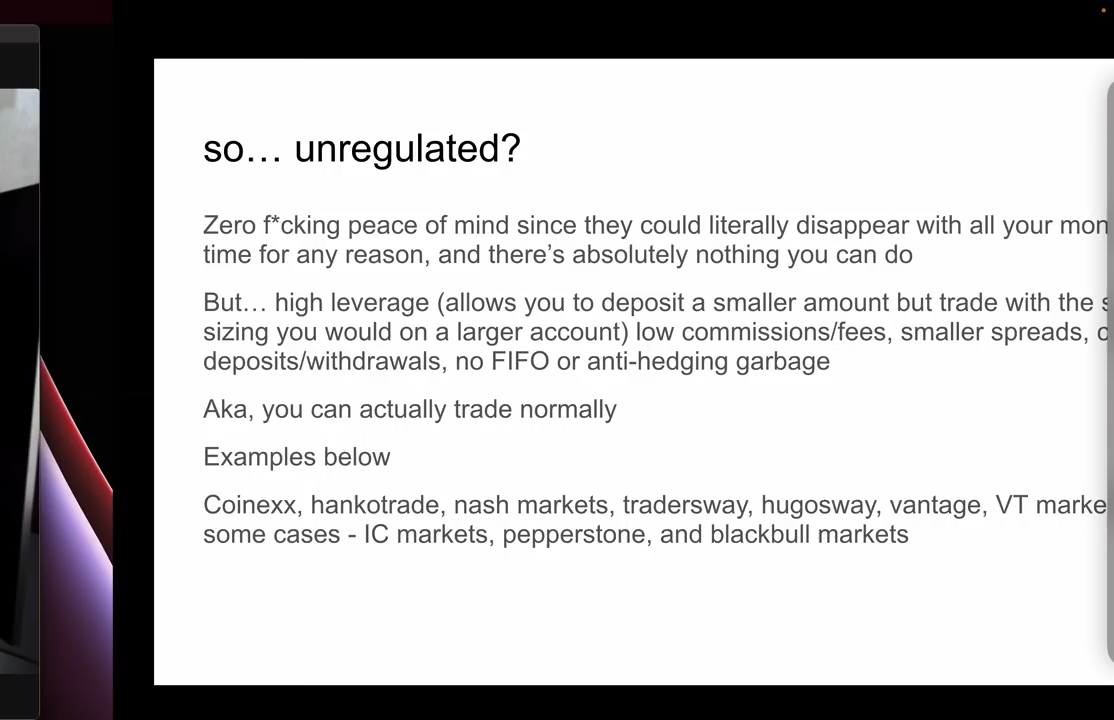 so… unregulated?
Zero f*cking peace of mind since they could literally disappear with all your
time for any reason, and there’s absolutely nothing you can do
But… high leverage (allows you to deposit a smaller amount but trade with the
sizing you would on a larger account) low commissions/fees, smaller spreads,
deposits/withdrawals, no FIFO or anti-hedging garbage
Aka, you can actually trade normally
Examples below
Coinexx, hankotrade, nash markets, tradersway, hugosway, vantage, VT
some cases - IC markets, pepperstone, and blackbull markets